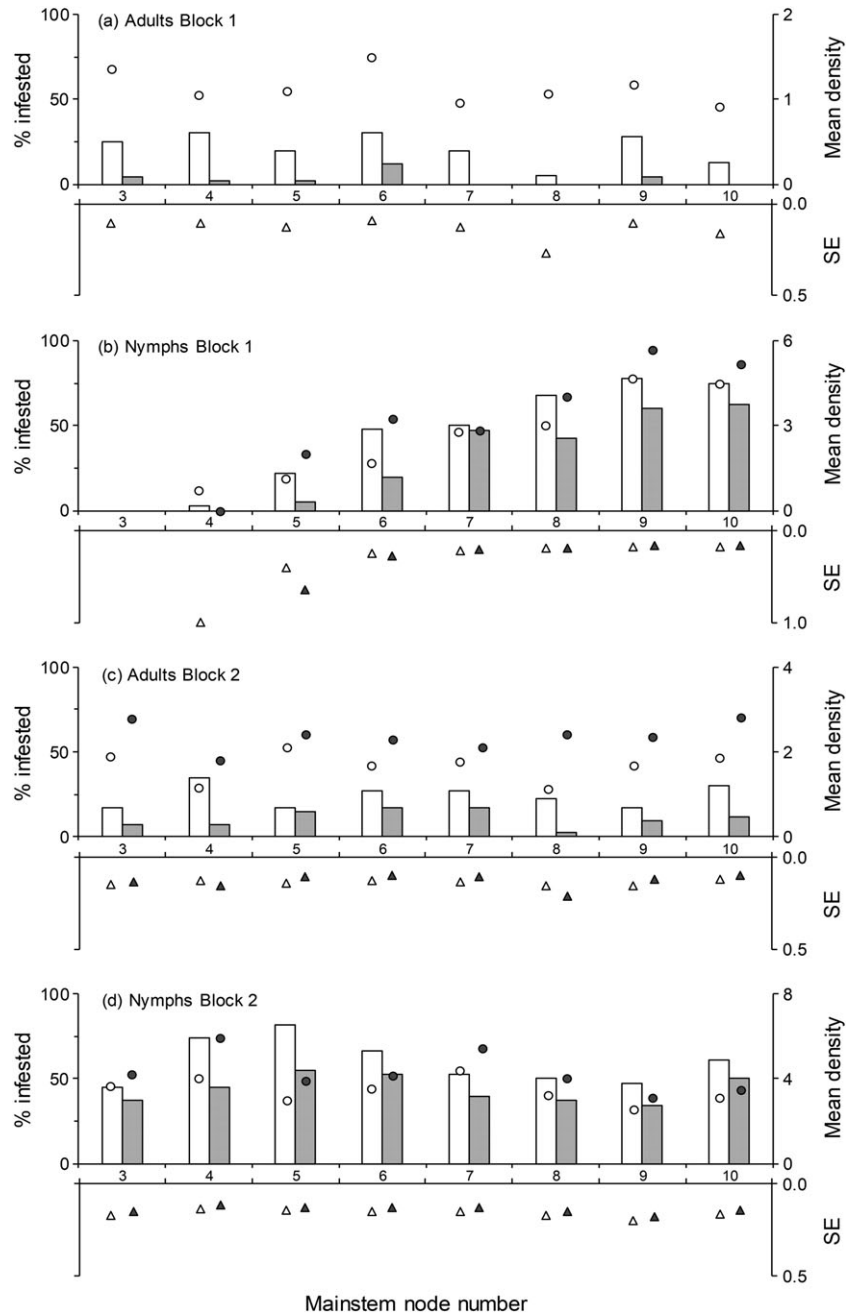 (a) Adults Block 1
100
50
0
% infested
2
1
0
Mean density
3 4 5 6 7 8 9 10
0.0
0.5
SE
(b) Nymphs Block 1
100
50
0
% infested
6
3
0
Mean density
3 4 5 6 7 8 9 10
0.0
1.0
SE
(c) Adults Block 2
100
50
0
% infested
4
2
0
Mean density
3 4 5 6 7 8 9 10
0.0
0.5
SE
(d) Nymphs Block 2
100
50
0
% infested
8
4
0
Mean density
3 4 5 6 7 8 9 10
0.0
0.5
SE
Mainstem node number